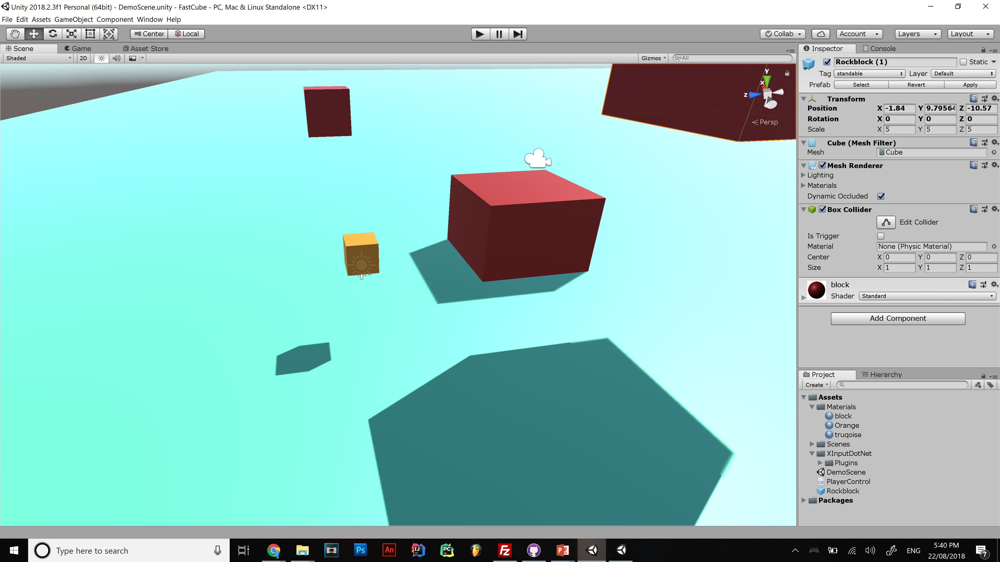 Unity 2018.2.3f1 Personal (64bit) - DemoScene.unity - FastCube - PC, Mac & Linux Standalone <DX11>
File Edit Assets GameObject Component Window Help
Center Local Collab Account Layers Layout
Scene Game Asset Store Inspector Console
Shaded 2D Gizmos All
Rockblock (1) Static
Tag standable Layer Default
Prefab Select Revert Apply
Transform
Position X -1.84 Y 9.79564 Z -10.57
Rotation X 0 Y 0 Z 0
Scale X 5 Y 5 Z 5
y
x
z
Persp
Cube (Mesh Filter)
Mesh Cube
Mesh Renderer
Lighting
Materials
Dynamic Occluded
Box Collider
Edit Collider
Is Trigger
Material None (Physic Material)
Center X 0 Y 0 Z 0
Size X 1 Y 1 Z 1
block
Shader Standard
Add Component
Project Hierarchy
Create
Assets
Materials
block
Orange
truqoise
Scenes
XInputDotNet
Plugins
DemoScene
C# PlayerControl
Rockblock
Packages
Type here to search
Ps An IJ PC Fz P
ENG
5:40 PM
22/08/2018
7